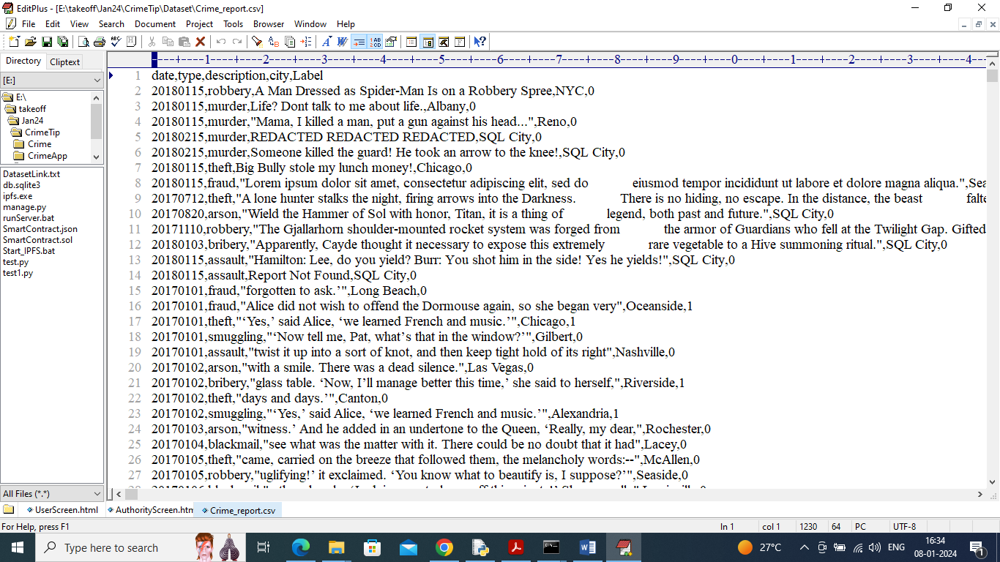 EditPlus - [E:\takeoff\Jan24\CrimeTip\Dataset\Crime_report.csv]
File Edit View Search Document Project Tools Browser Window Help
Directory Cliptext
[E:]
E:\
takeoff
Jan24
CrimeTip
Crime
CrimeApp
DatasetLink.txt
db.sqlite3
ipfs.exe
manage.py
runServer.bat
SmartContract.json
SmartContract.sol
Start_IPFS.bat
test.py
test1.py
All Files (*.*)
----+----1----+----2----+----3----+----4----+----5----+----6----+----7----+----8----+----9----+----0----+----1----+----2----+----3----+----4--
1 date,type,description,city,Label
2 20180115,robbery,A Man Dressed as Spider-Man Is on a Robbery Spree,NYC,0
3 20180115,murder,Life? Dont talk to me about life.,Albany,0
4 20180115,murder,"Mama, I killed a man, put a gun against his head...",Reno,0
5 20180215,murder,REDACTED REDACTED REDACTED,SQL City,0
6 20180215,murder,Someone killed the guard! He took an arrow to the knee!,SQL City,0
7 20180115,theft,Big Bully stole my lunch money!,Chicago,0
8 20180115,fraud,"Lorem ipsum dolor sit amet, consectetur adipiscing elit, sed do eiusmod tempor incididunt ut labore et dolore magna aliqua.",Sea
9 20170712,theft,"A lone hunter stalks the night, firing arrows into the Darkness. There is no hiding, no escape. In the distance, the beast falte
10 20170820,arson,"Wield the Hammer of Sol with honor, Titan, it is a thing of legend, both past and future.",SQL City,0
11 20171110,robbery,"The Gjallarhorn shoulder-mounted rocket system was forged from the armor of Guardians who fell at the Twilight Gap. Gifted
12 20180103,bribery,"Apparently, Cayde thought it necessary to expose this extremely rare vegetable to a Hive summoning ritual.",SQL City,0
13 20180115,assault,"Hamilton: Lee, do you yield? Burr: You shot him in the side! Yes he yields!",SQL City,0
14 20180115,assault,Report Not Found,SQL City,0
15 20170101,fraud,"forgotten to ask.’",Long Beach,0
16 20170101,fraud,"Alice did not wish to offend the Dormouse again, so she began very",Oceanside,1
17 20170101,theft,"‘Yes,’ said Alice, ‘we learned French and music.’",Chicago,1
18 20170101,smuggling,"‘Now tell me, Pat, what’s that in the window?’",Gilbert,0
19 20170101,assault,"twist it up into a sort of knot, and then keep tight hold of its right",Nashville,0
20 20170102,arson,"with a smile. There was a dead silence.",Las Vegas,0
21 20170102,bribery,"glass table. ‘Now, I’ll manage better this time,’ she said to herself,",Riverside,1
22 20170102,theft,"days and days.’",Canton,0
23 20170102,smuggling,"‘Yes,’ said Alice, ‘we learned French and music.’",Alexandria,1
24 20170103,arson,"witness.’ And he added in an undertone to the Queen, ‘Really, my dear,",Rochester,0
25 20170104,blackmail,"see what was the matter with it. There could be no doubt that it had",Lacey,0
26 20170105,theft,"came, carried on the breeze that followed them, the melancholy words:--",McAllen,0
27 20170105,robbery,"uglifying!’ it exclaimed. ‘You know what to beautify is, I suppose?’",Seaside,0
UserScreen.html AuthorityScreen.htm Crime_report.csv
For Help, press F1 ln 1 col 1 1230 64 PC UTF-8
Type here to search 27°C ENG 16:34
08-01-2024
1